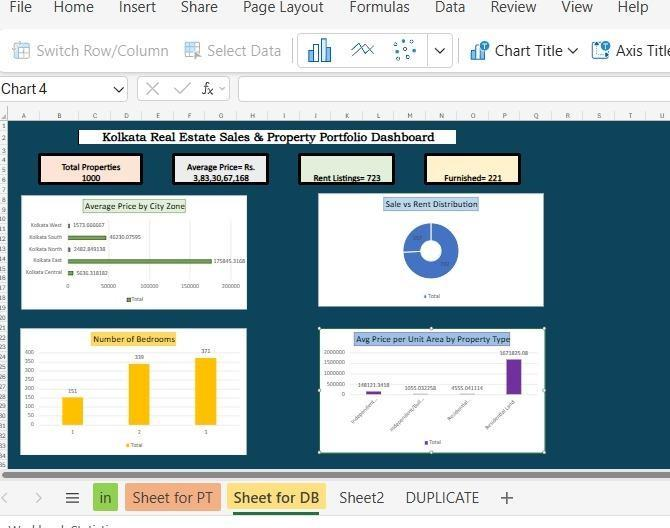 File Home Insert Share Page Layout Formulas Data Review View Help
Switch Row/Column Select Data Chart Title Axis Title
Chart 4 fx
A B C D E F G H I J K L M N O P Q R S T U
Kolkata Real Estate Sales & Property Portfolio Dashboard
Total Properties
1000
Average Price= Rs.
3,83,30,67,168
Rent Listings= 723
Furnished= 221
Average Price by City Zone
Kolkata West 1573.666667
Kolkata South 46230.07595
Kolkata North 2482.849138
Kolkata East 175845.3168
Kolkata Central 5636.318182
0 50000 100000 150000 200000
Total
Sale vs Rent Distribution
Total
Number of Bedrooms
400
350
300
250
200
150
100
50
0
151 339 371
1 2 3
Total
Avg Price per Unit Area by Property Type
2000000
1500000
1000000
500000
0
148121.3418 1055.032258 4555.041114 1671825.08
Independent... Independent/Buil... Residential... Residential Land
Total
in Sheet for PT Sheet for DB Sheet2 DUPLICATE +